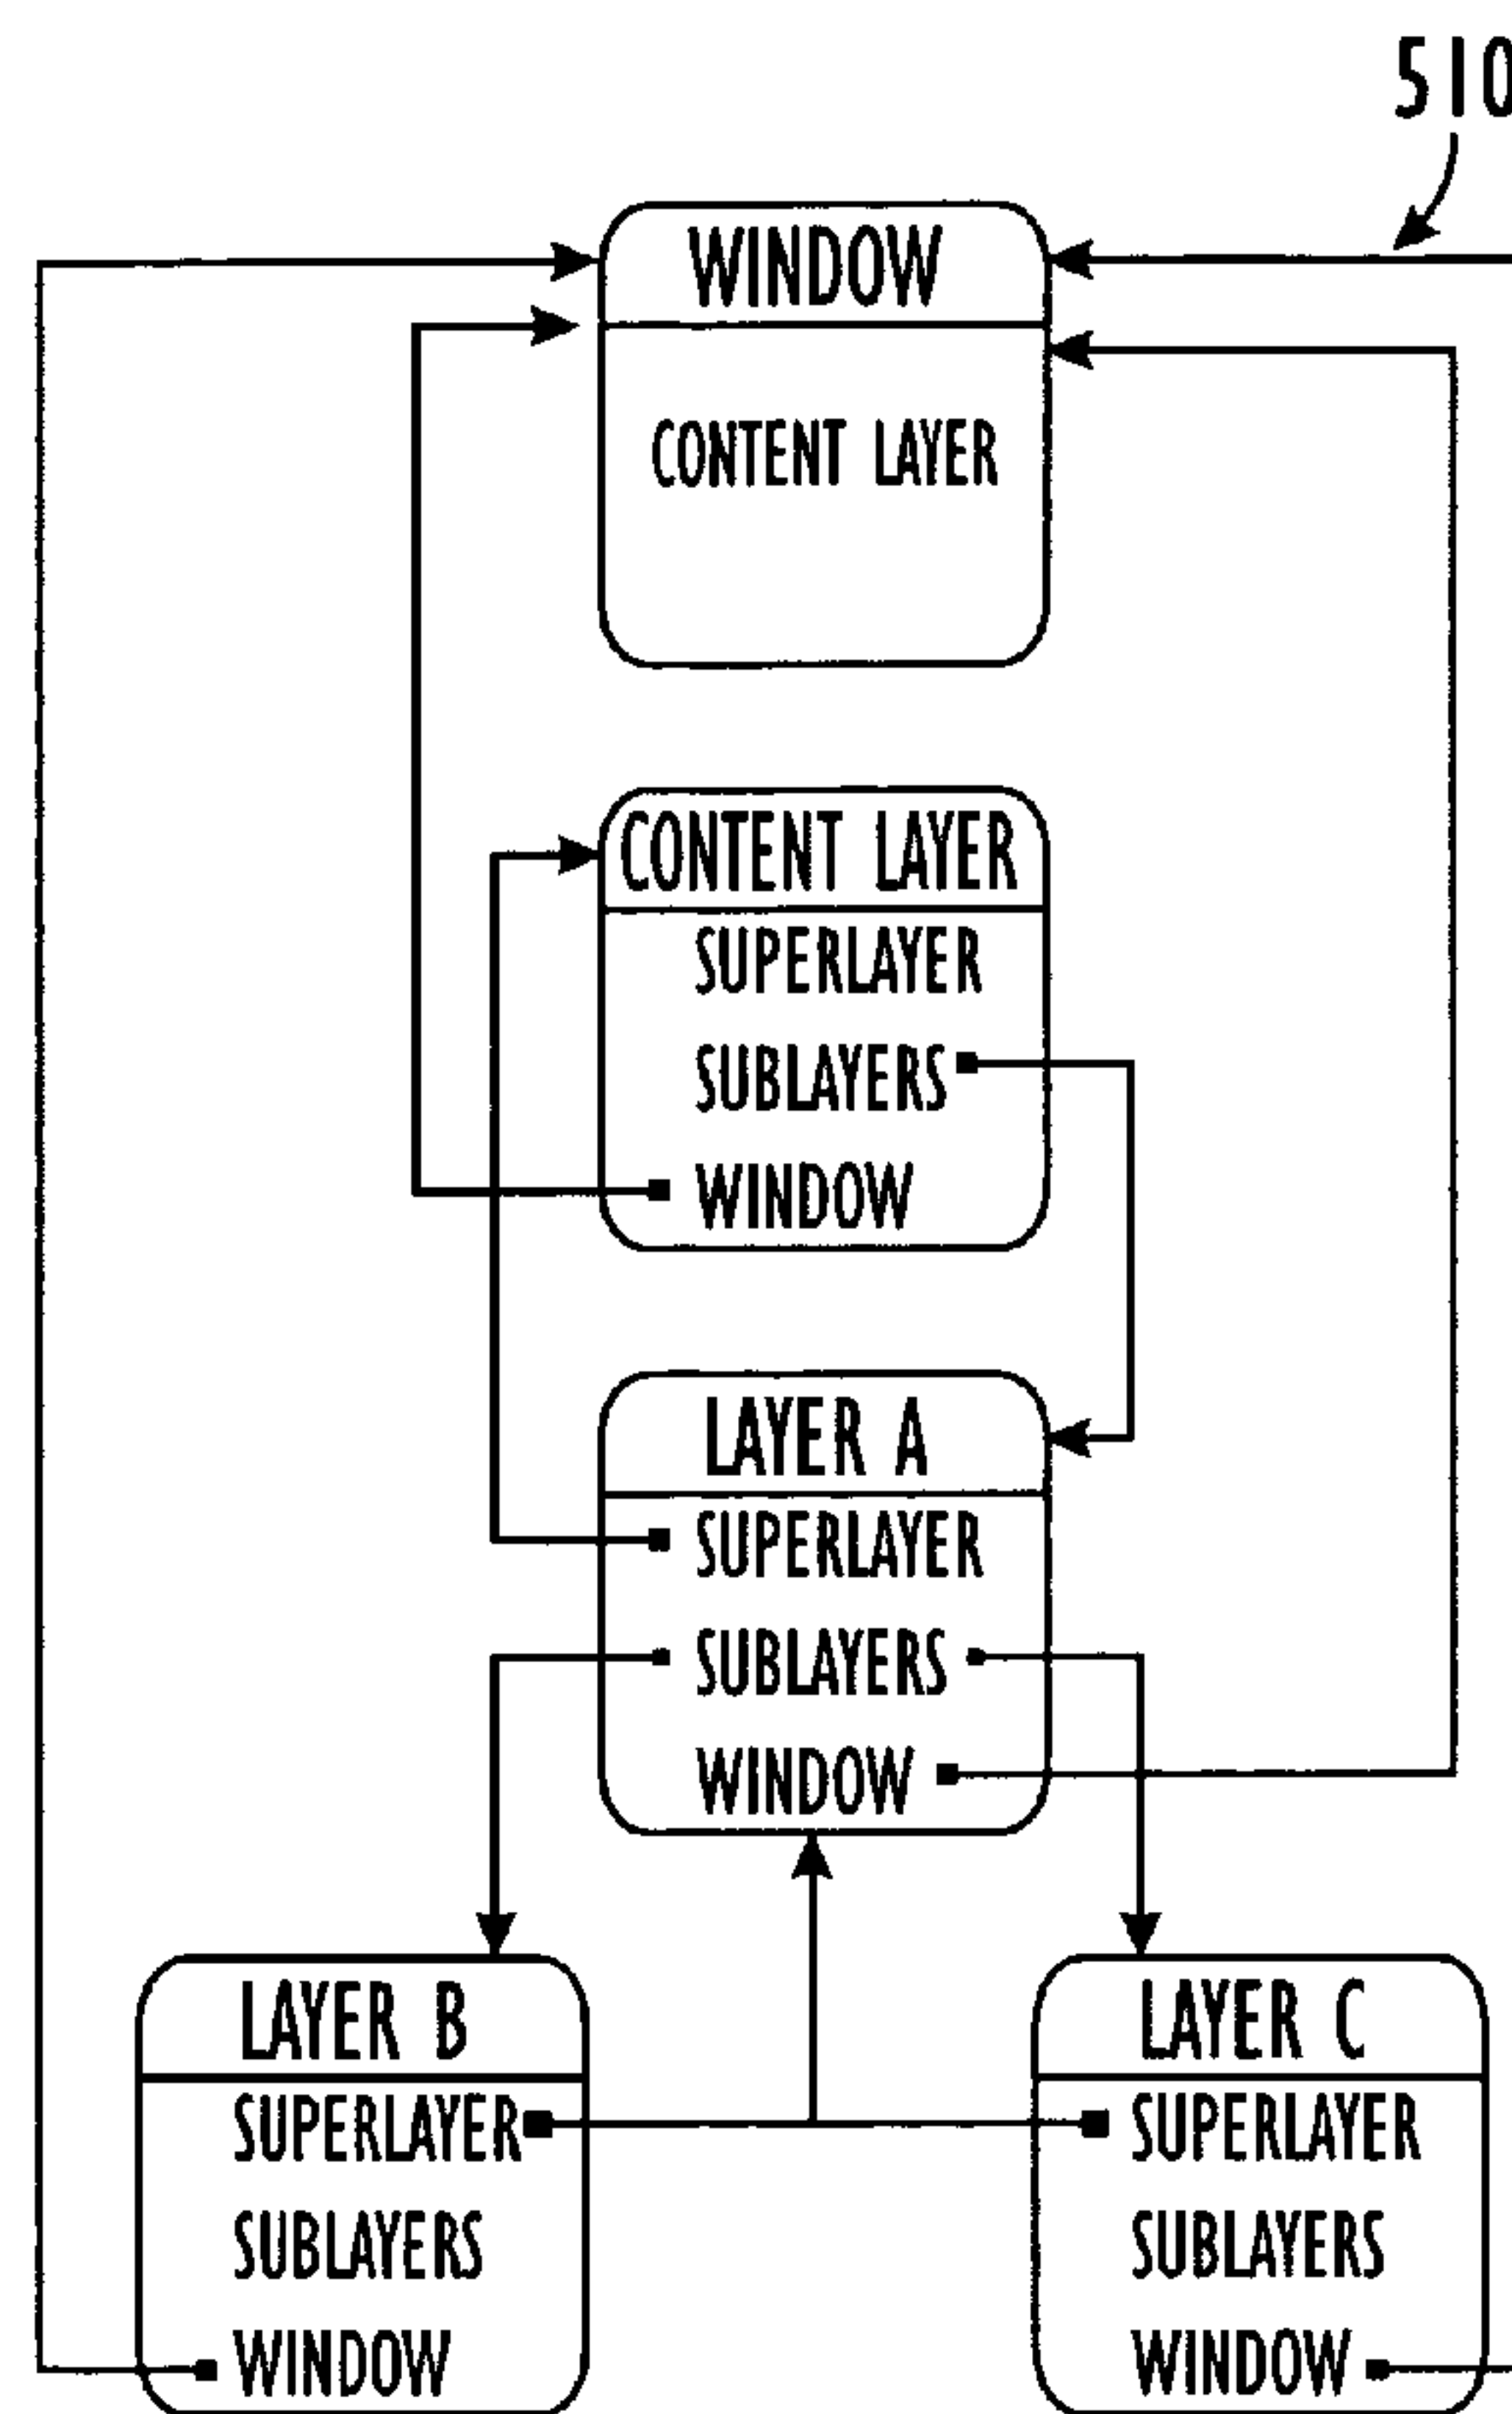 510
WINDOW
CONTENT LAYER
CONTENT LAYER
SUPERLAYER
SUBLAYERS
WINDOW
LAYER A
SUPERLAYER
SUBLAYERS
WINDOW
LAYER B
SUPERLAYER
SUBLAYERS
WINDOW
LAYER C
SUPERLAYER
SUBLAYERS
WINDOW